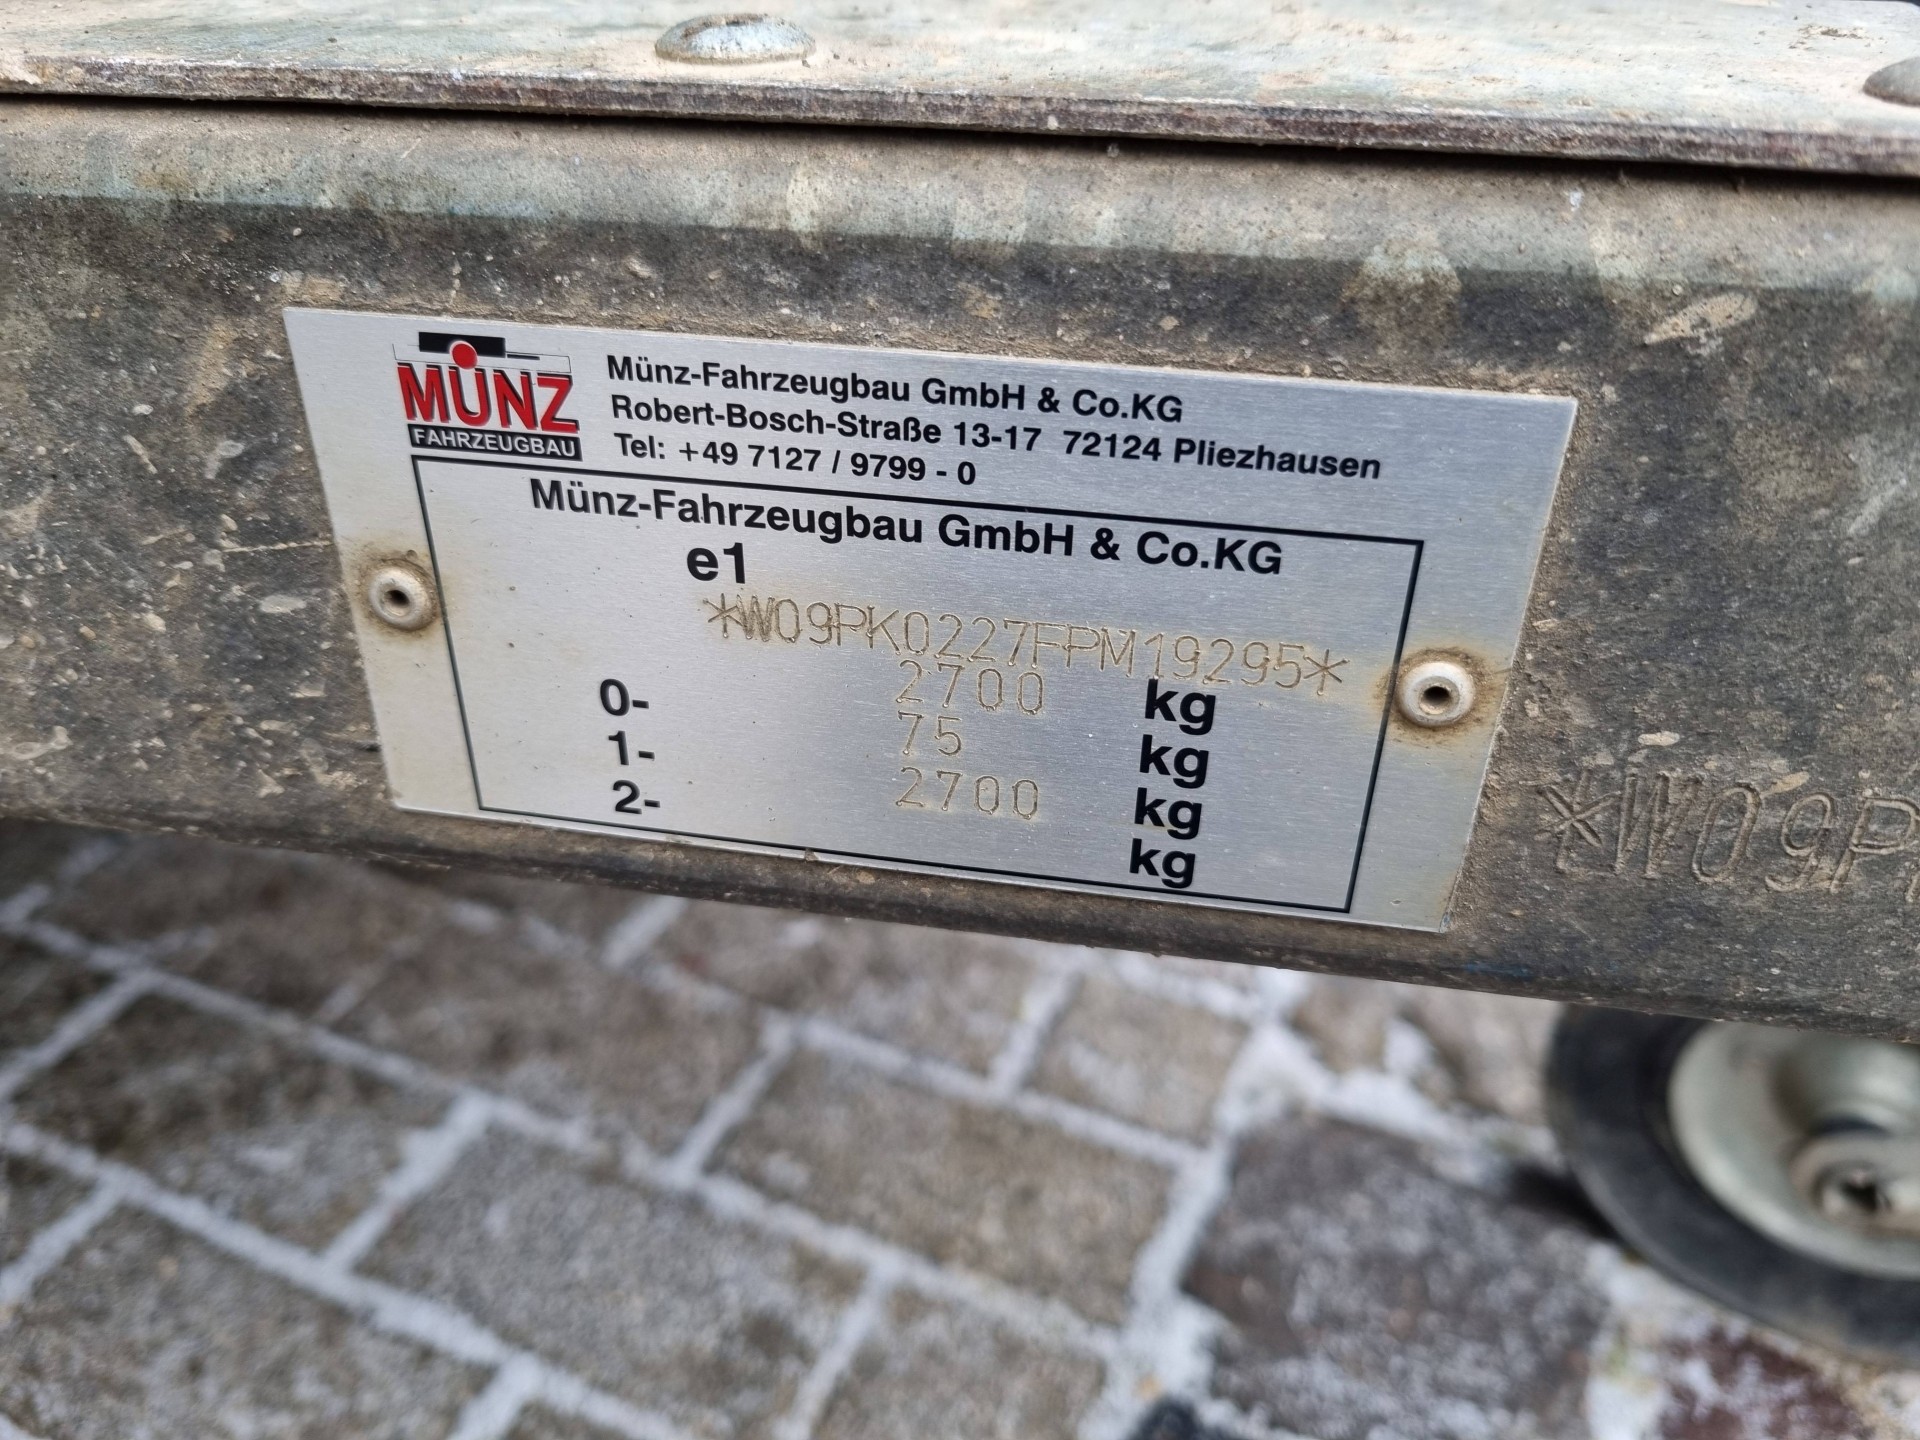 MÜNZ
FAHRZEUGBAU
Münz-Fahrzeugbau GmbH & Co.KG
Robert-Bosch-Straße 13-17 72124 Pliezhausen
Tel: +49 7127 / 9799 - 0
Münz-Fahrzeugbau GmbH & Co.KG
e1
*W09PK0227FPM19295*
0- 2700 kg
1- 75 kg
2- 2700 kg
kg
*W09P